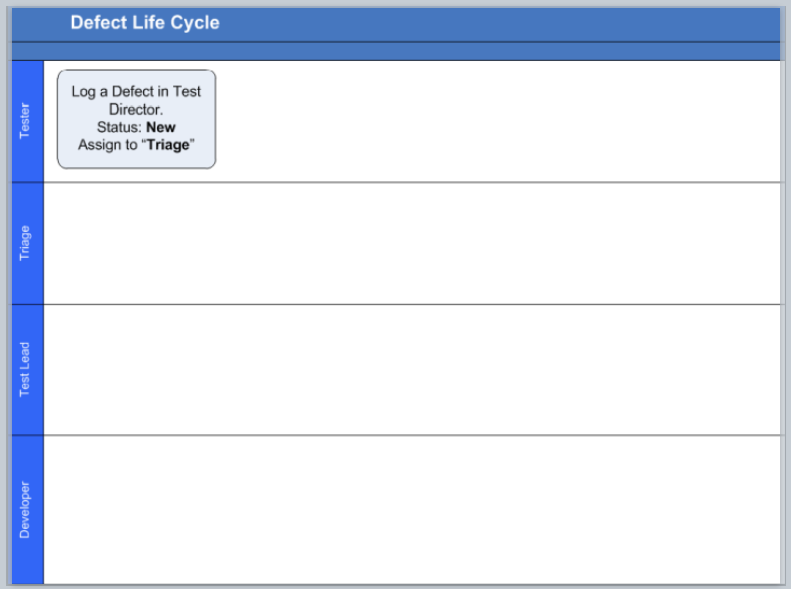 Defect Life Cycle
Tester
Log a Defect in Test
Director.
Status: New
Assign to “Triage”
Triage
Test Lead
Developer